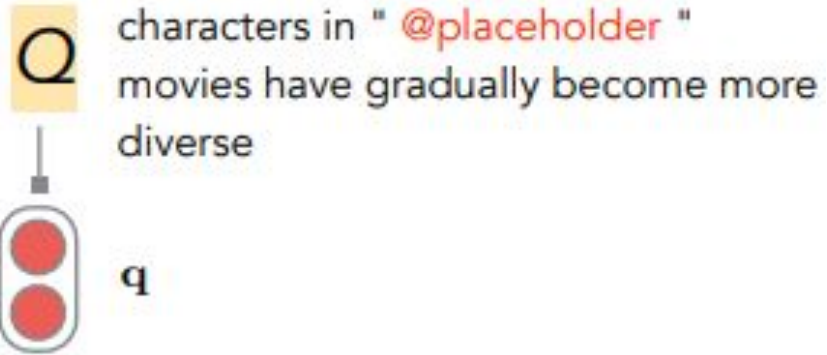 Q
characters in " @placeholder "
movies have gradually become more
diverse
q